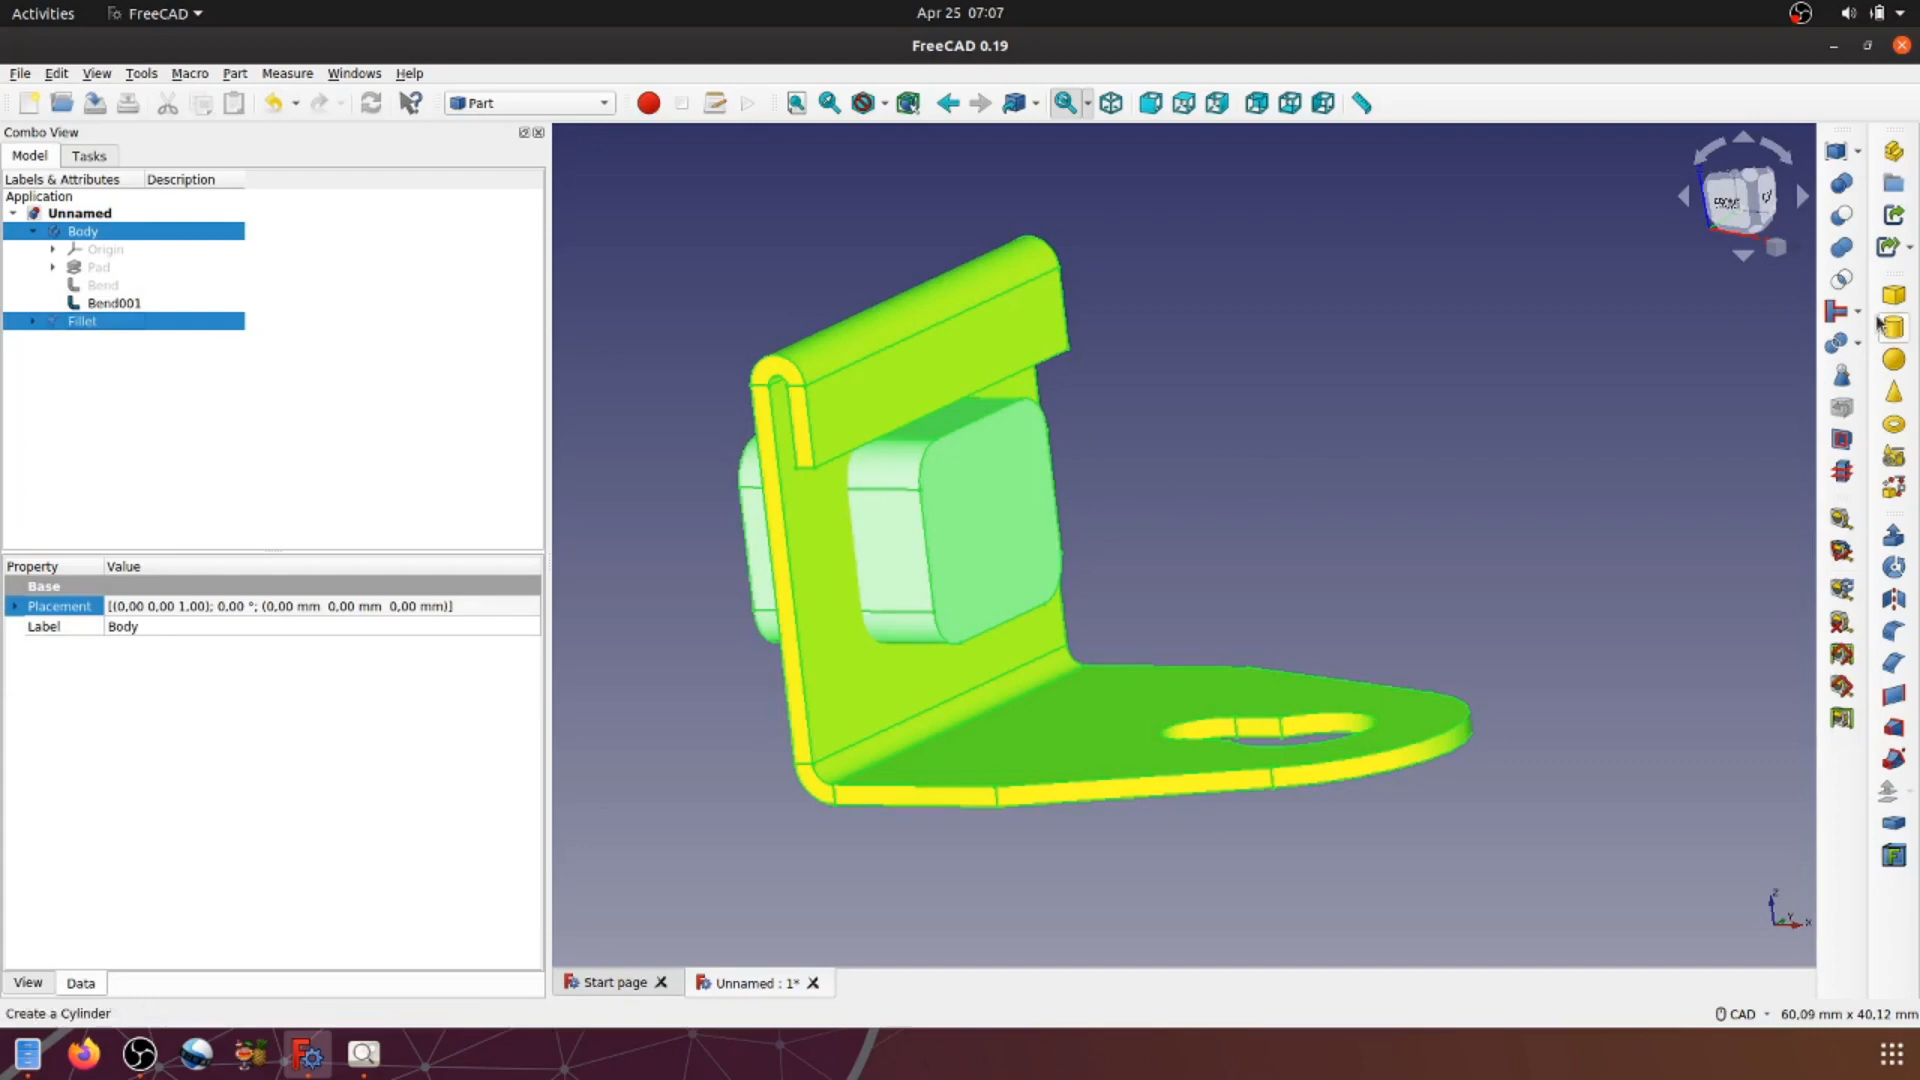 Activities FreeCAD Apr 25 07:07
FreeCAD 0.19
File Edit View Tools Macro Part Measure Windows Help
Part
Combo View
Model Tasks
Labels & Attributes Description
Application
Unnamed
Body
Origin
Pad
Bend
Bend001
Fillet
FRONT
Property Value
Base
Placement [(0,00 0,00 1,00); 0,00 °; (0,00 mm 0,00 mm 0,00 mm)]
Label Body
Z
Y X
View Data
Start page Unnamed : 1*
Create a Cylinder CAD 60,09 mm x 40,12 mm